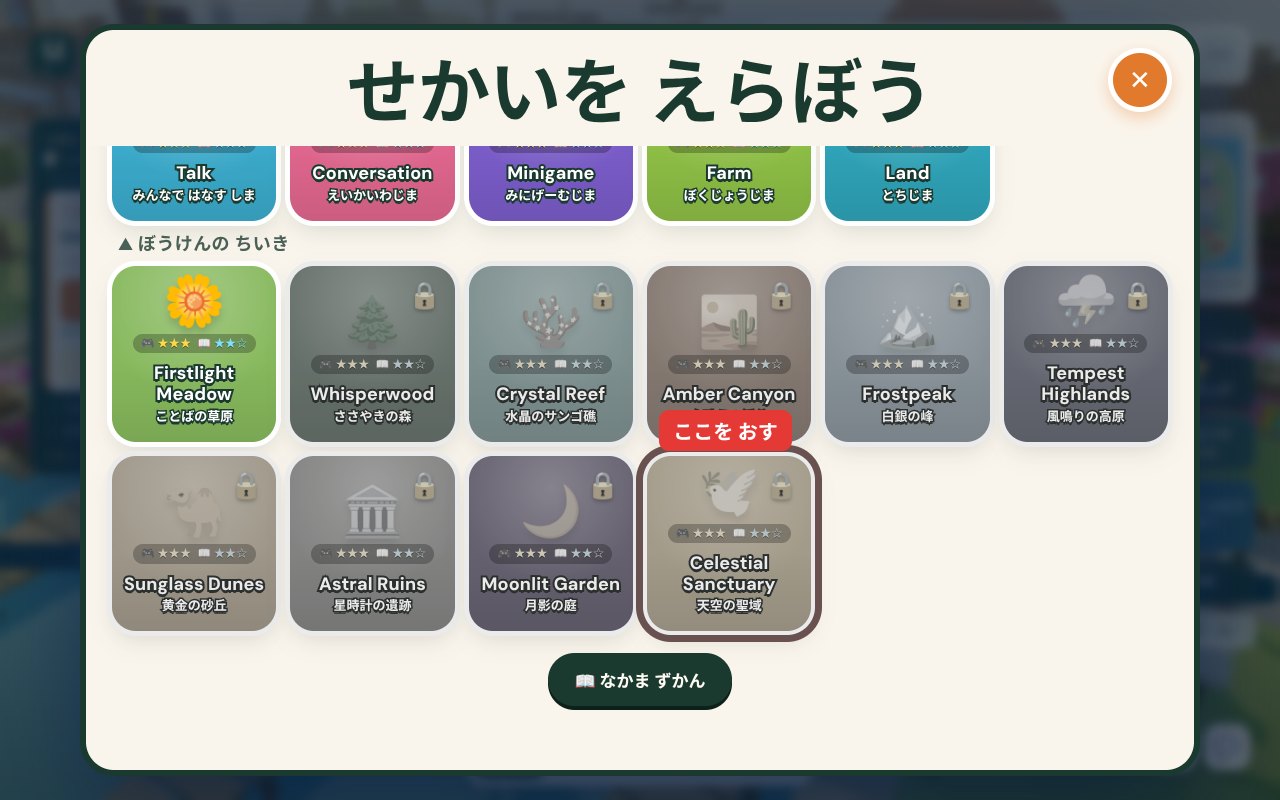 せかいを えらぼう
×
Talk
みんなで はなす しま
Conversation
えいかいわじま
Minigame
みにげーむじま
Farm
ぼくじょうじま
Land
とちじま
▲ ぼうけんの ちいき
★★★ ★★☆
Firstlight
Meadow
ことばの草原
★★★ ★★☆
Whisperwood
ささやきの森
★★★ ★★☆
Crystal Reef
水晶のサンゴ礁
★★★ ★★☆
Amber Canyon
★★★ ★★☆
Frostpeak
白銀の峰
★★★ ★★☆
Tempest
Highlands
風鳴りの高原
★★★ ★★☆
Sunglass Dunes
黄金の砂丘
★★★ ★★☆
Astral Ruins
星時計の遺跡
★★★ ★★☆
Moonlit Garden
月影の庭
ここを おす
★★★ ★★☆
Celestial
Sanctuary
天空の聖域
なかま ずかん